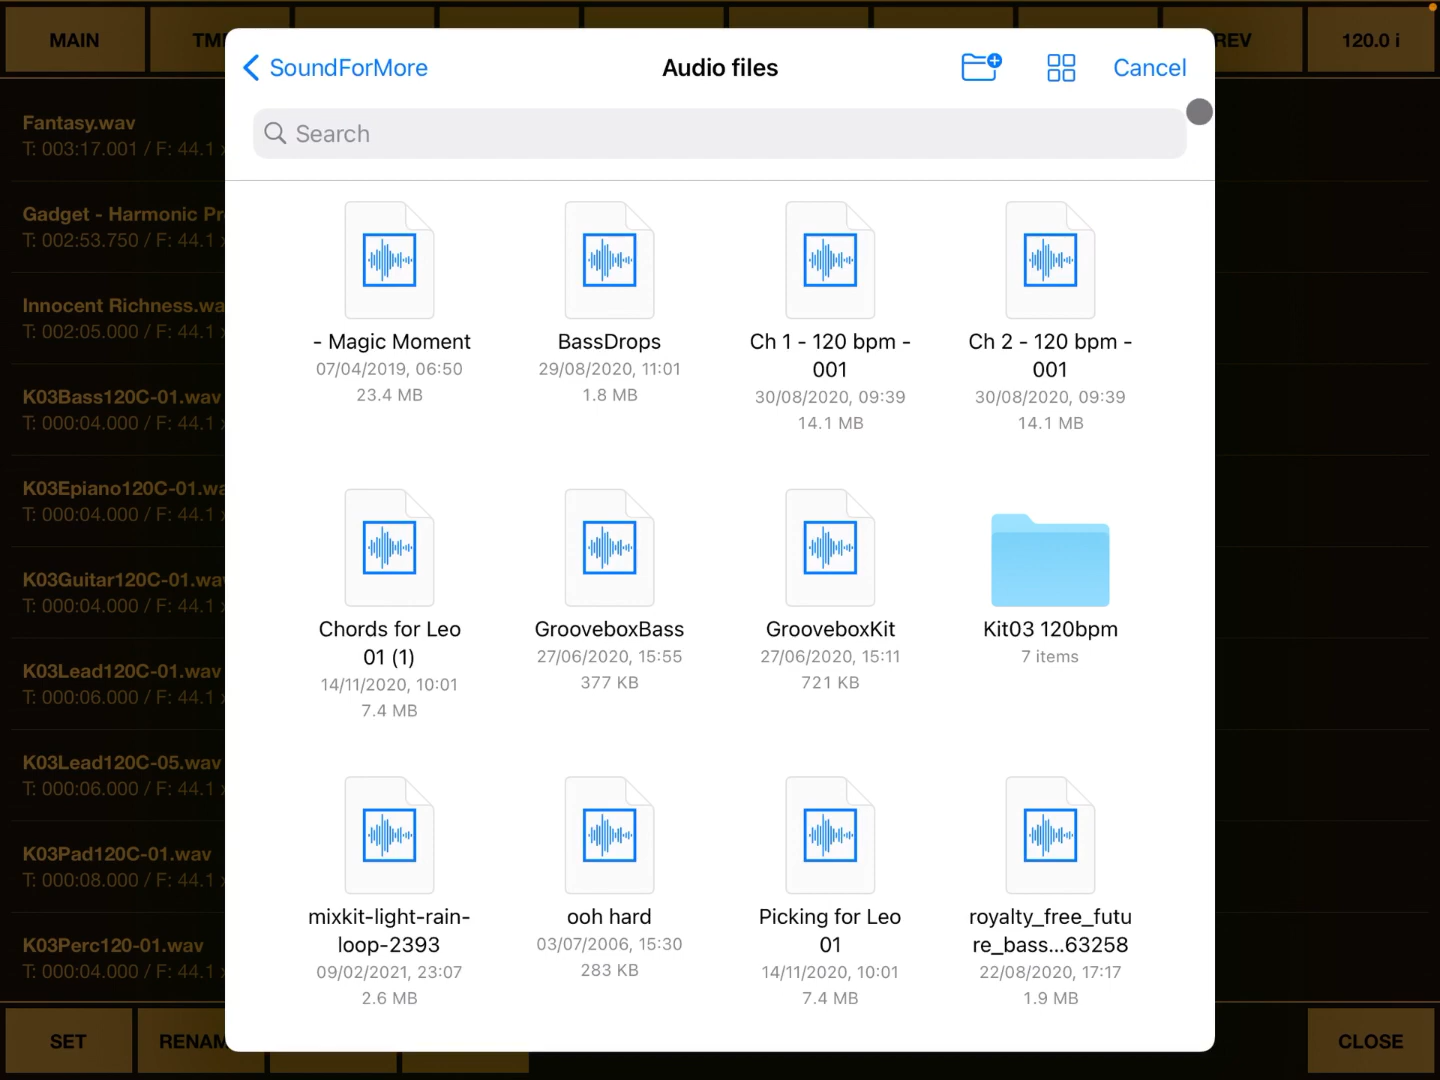 MAIN
TM
REV
120.0 i
SoundForMore
Audio files
Cancel
Search
Fantasy.wav
T: 003:17.001 / F: 44.1
Gadget - Harmonic Pr
T: 002:53.750 / F: 44.1
Innocent Richness.wa
T: 002:05.000 / F: 44.1
K03Bass120C-01.wav
T: 000:04.000 / F: 44.1
K03Epiano120C-01.wa
T: 000:04.000 / F: 44.1
K03Guitar120C-01.wav
T: 000:04.000 / F: 44.1
K03Lead120C-01.wav
T: 000:06.000 / F: 44.1
K03Lead120C-05.wav
T: 000:06.000 / F: 44.1
K03Pad120C-01.wav
T: 000:08.000 / F: 44.1
K03Perc120-01.wav
T: 000:04.000 / F: 44.1
- Magic Moment
07/04/2019, 06:50
23.4 MB
BassDrops
29/08/2020, 11:01
1.8 MB
Ch 1 - 120 bpm -
001
30/08/2020, 09:39
14.1 MB
Ch 2 - 120 bpm -
001
30/08/2020, 09:39
14.1 MB
Chords for Leo
01 (1)
14/11/2020, 10:01
7.4 MB
GrooveboxBass
27/06/2020, 15:55
377 KB
GrooveboxKit
27/06/2020, 15:11
721 KB
Kit03 120bpm
7 items
mixkit-light-rain-
loop-2393
09/02/2021, 23:07
2.6 MB
ooh hard
03/07/2006, 15:30
283 KB
Picking for Leo
01
14/11/2020, 10:01
7.4 MB
royalty_free_futu
re_bass...63258
22/08/2020, 17:17
1.9 MB
SET
RENAM
CLOSE